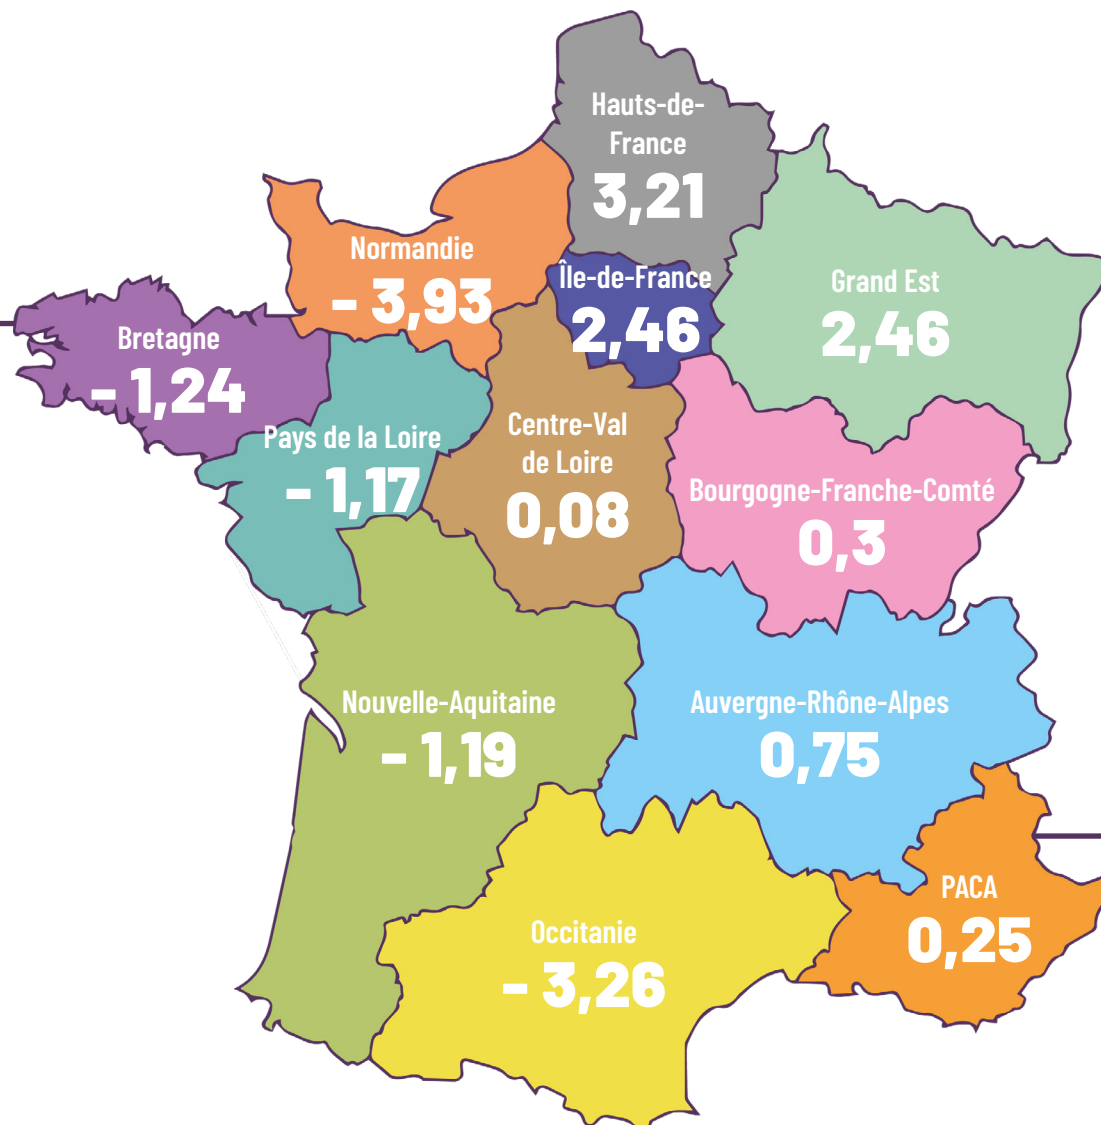 Hauts-de-
France
3,21
Normandie
- 3,93
Île-de-France
2,46
Grand Est
2,46
Bretagne
- 1,24
Pays de la Loire
- 1,17
Centre-Val
de Loire
0,08
Bourgogne-Franche-Comté
0,3
Nouvelle-Aquitaine
- 1,19
Auvergne-Rhône-Alpes
0,75
PACA
0,25
Occitanie
- 3,26